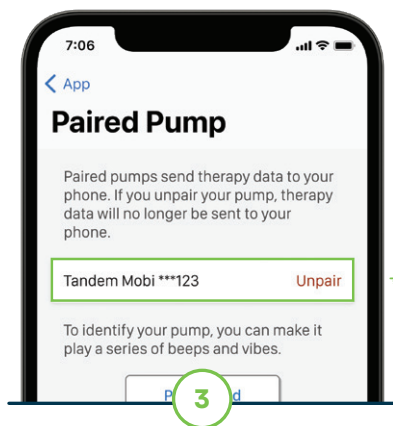 7:06
App
Paired Pump
Paired pumps send therapy data to your
phone. If you unpair your pump, therapy
data will no longer be sent to your
phone.
Tandem Mobi ***123 Unpair
To identify your pump, you can make it
play a series of beeps and vibes.
3